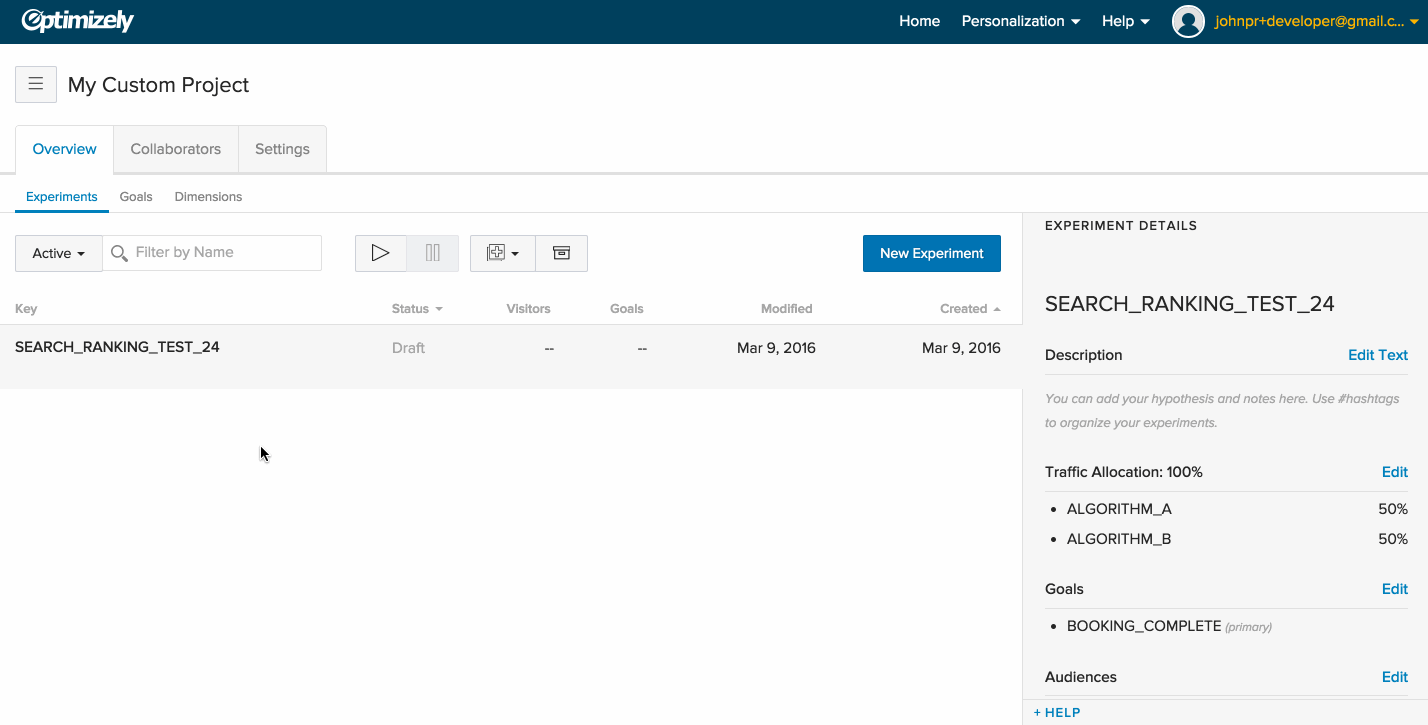 Optimizely
Home Personalization Help johnpr+developer@gmail.c...
My Custom Project
Overview Collaborators Settings
Experiments Goals Dimensions
Active Filter by Name New Experiment
Key Status Visitors Goals Modified Created
SEARCH_RANKING_TEST_24 Draft -- -- Mar 9, 2016 Mar 9, 2016
EXPERIMENT DETAILS
SEARCH_RANKING_TEST_24
Description Edit Text
You can add your hypothesis and notes here. Use #hashtags
to organize your experiments.
Traffic Allocation: 100% Edit
• ALGORITHM_A 50%
• ALGORITHM_B 50%
Goals Edit
• BOOKING_COMPLETE (primary)
Audiences Edit
+ HELP